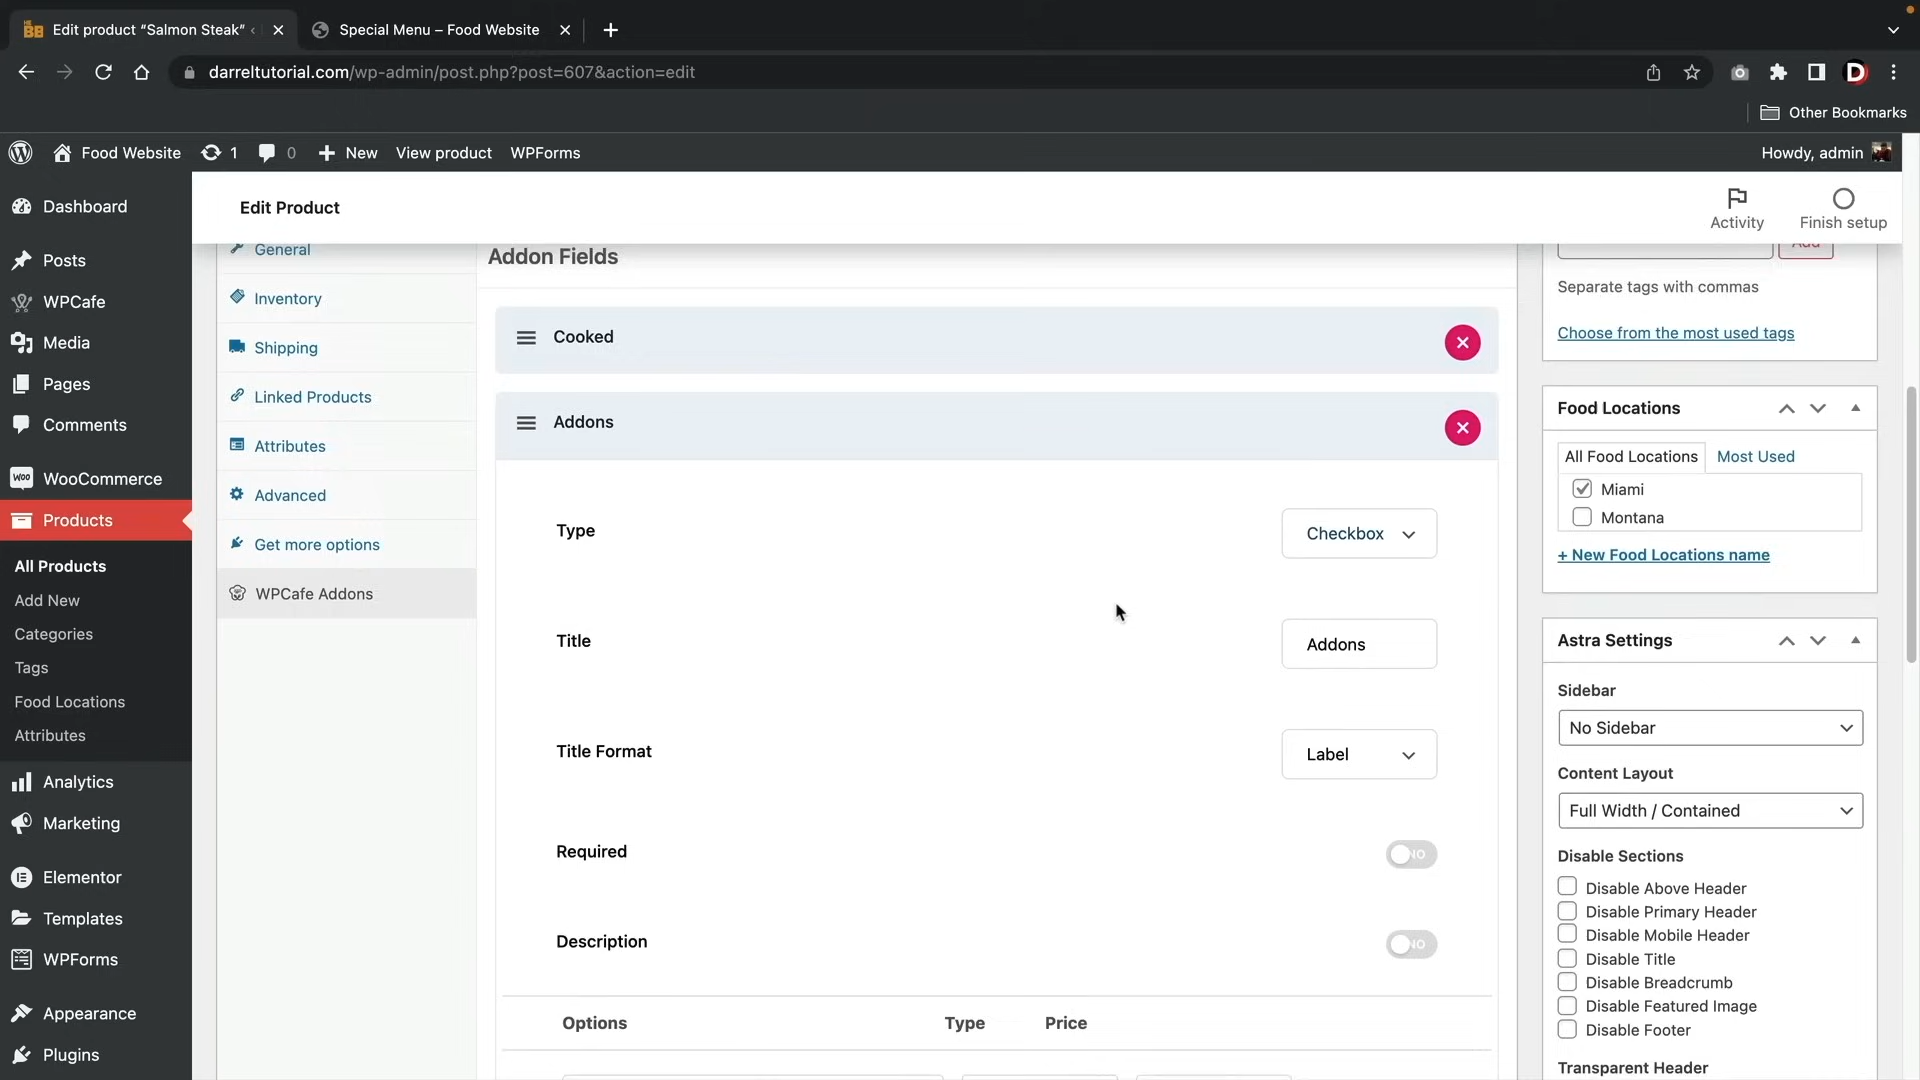 Edit product “Salmon Steak” ‹
Special Menu – Food Website
darreltutorial.com/wp-admin/post.php?post=607&action=edit
Other Bookmarks
Food Website
1
0
New
View product
WPForms
Howdy, admin
Dashboard
Posts
WPCafe
Media
Pages
Comments
WooCommerce
Products
All Products
Add New
Categories
Tags
Food Locations
Attributes
Analytics
Marketing
Elementor
Templates
WPForms
Appearance
Plugins
Edit Product
Activity
Finish setup
General
Inventory
Shipping
Linked Products
Attributes
Advanced
Get more options
WPCafe Addons
Addon Fields
Cooked
Addons
Type
Checkbox
Title
Addons
Title Format
Label
Required
NO
Description
NO
Options
Type
Price
Add
Separate tags with commas
Choose from the most used tags
Food Locations
All Food Locations
Most Used
Miami
Montana
+ New Food Locations name
Astra Settings
Sidebar
No Sidebar
Content Layout
Full Width / Contained
Disable Sections
Disable Above Header
Disable Primary Header
Disable Mobile Header
Disable Title
Disable Breadcrumb
Disable Featured Image
Disable Footer
Transparent Header